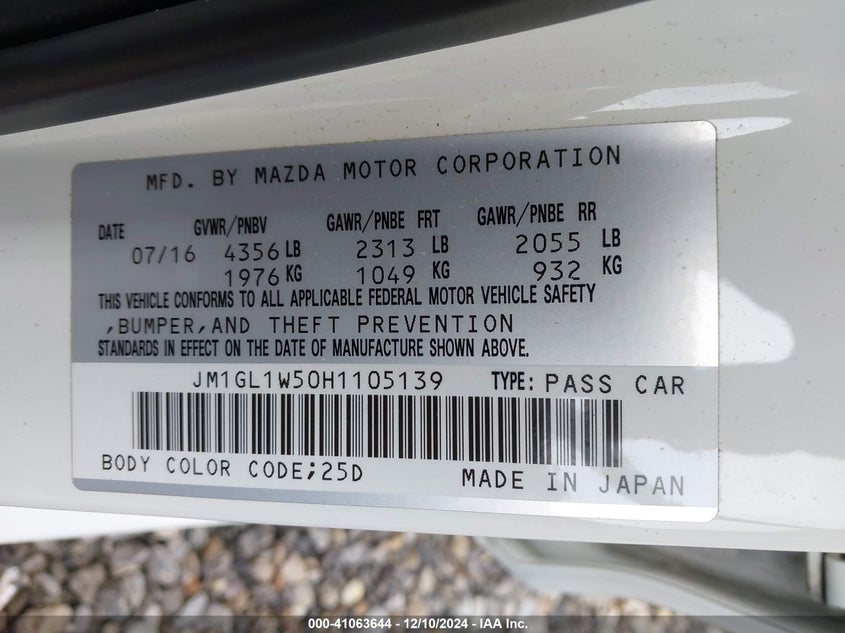 MFD. BY MAZDA MOTOR CORPORATION
DATE GVWR/PNBV GAWR/PNBE FRT GAWR/PNBE RR
07/16 4356 LB 2313 LB 2055 LB
1976 KG 1049 KG 932 KG
THIS VEHICLE CONFORMS TO ALL APPLICABLE FEDERAL MOTOR VEHICLE SAFETY
,BUMPER,AND THEFT PREVENTION
STANDARDS IN EFFECT ON THE DATE OF MANUFACTURE SHOWN ABOVE.
JM1GL1W50H1105139 TYPE: PASS CAR
BODY COLOR CODE;25D MADE IN JAPAN
000-41063644 - 12/10/2024 - IAA Inc.